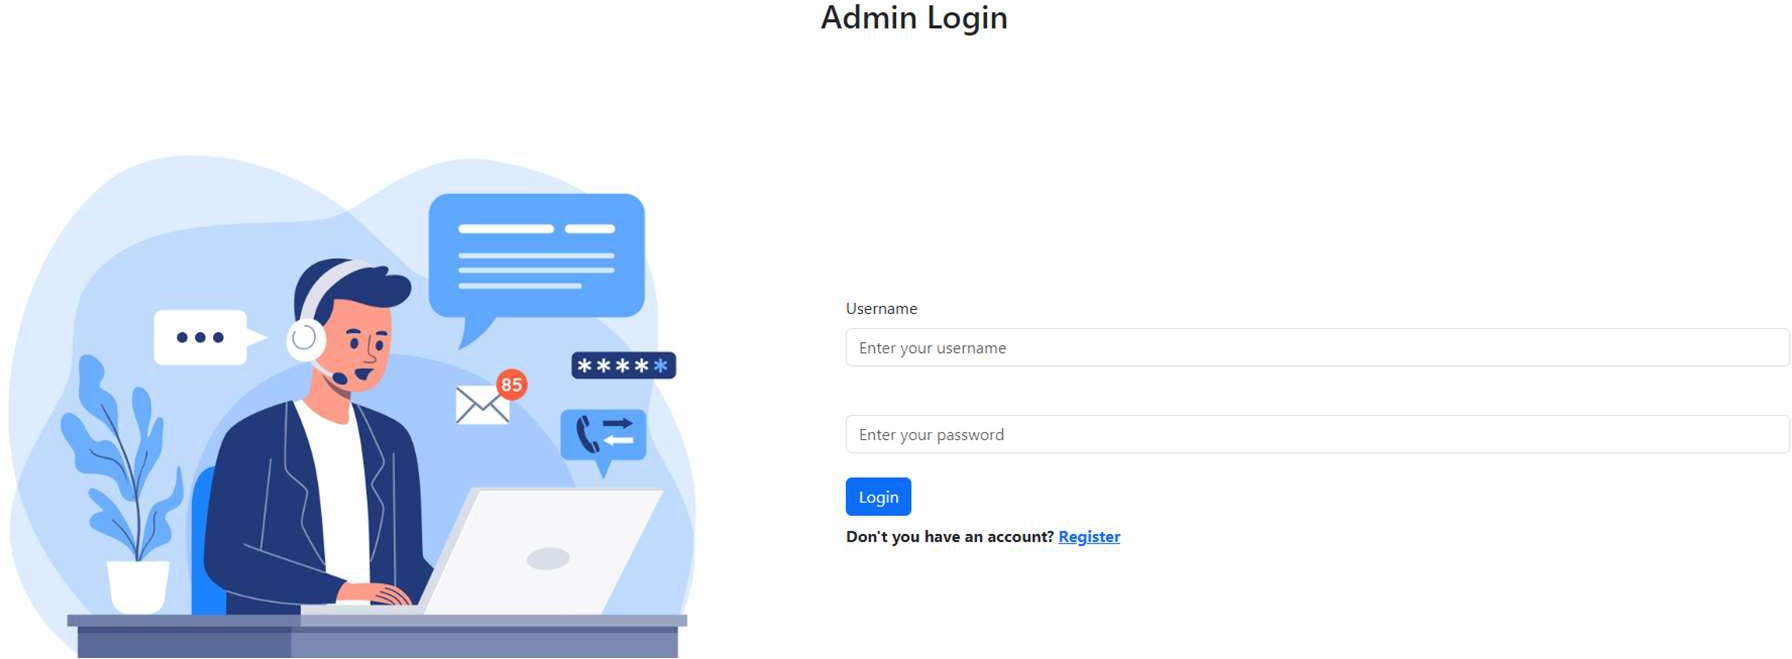 Admin Login
85
*****
Username
Enter your username
Enter your password
Login
Don't you have an account? Register